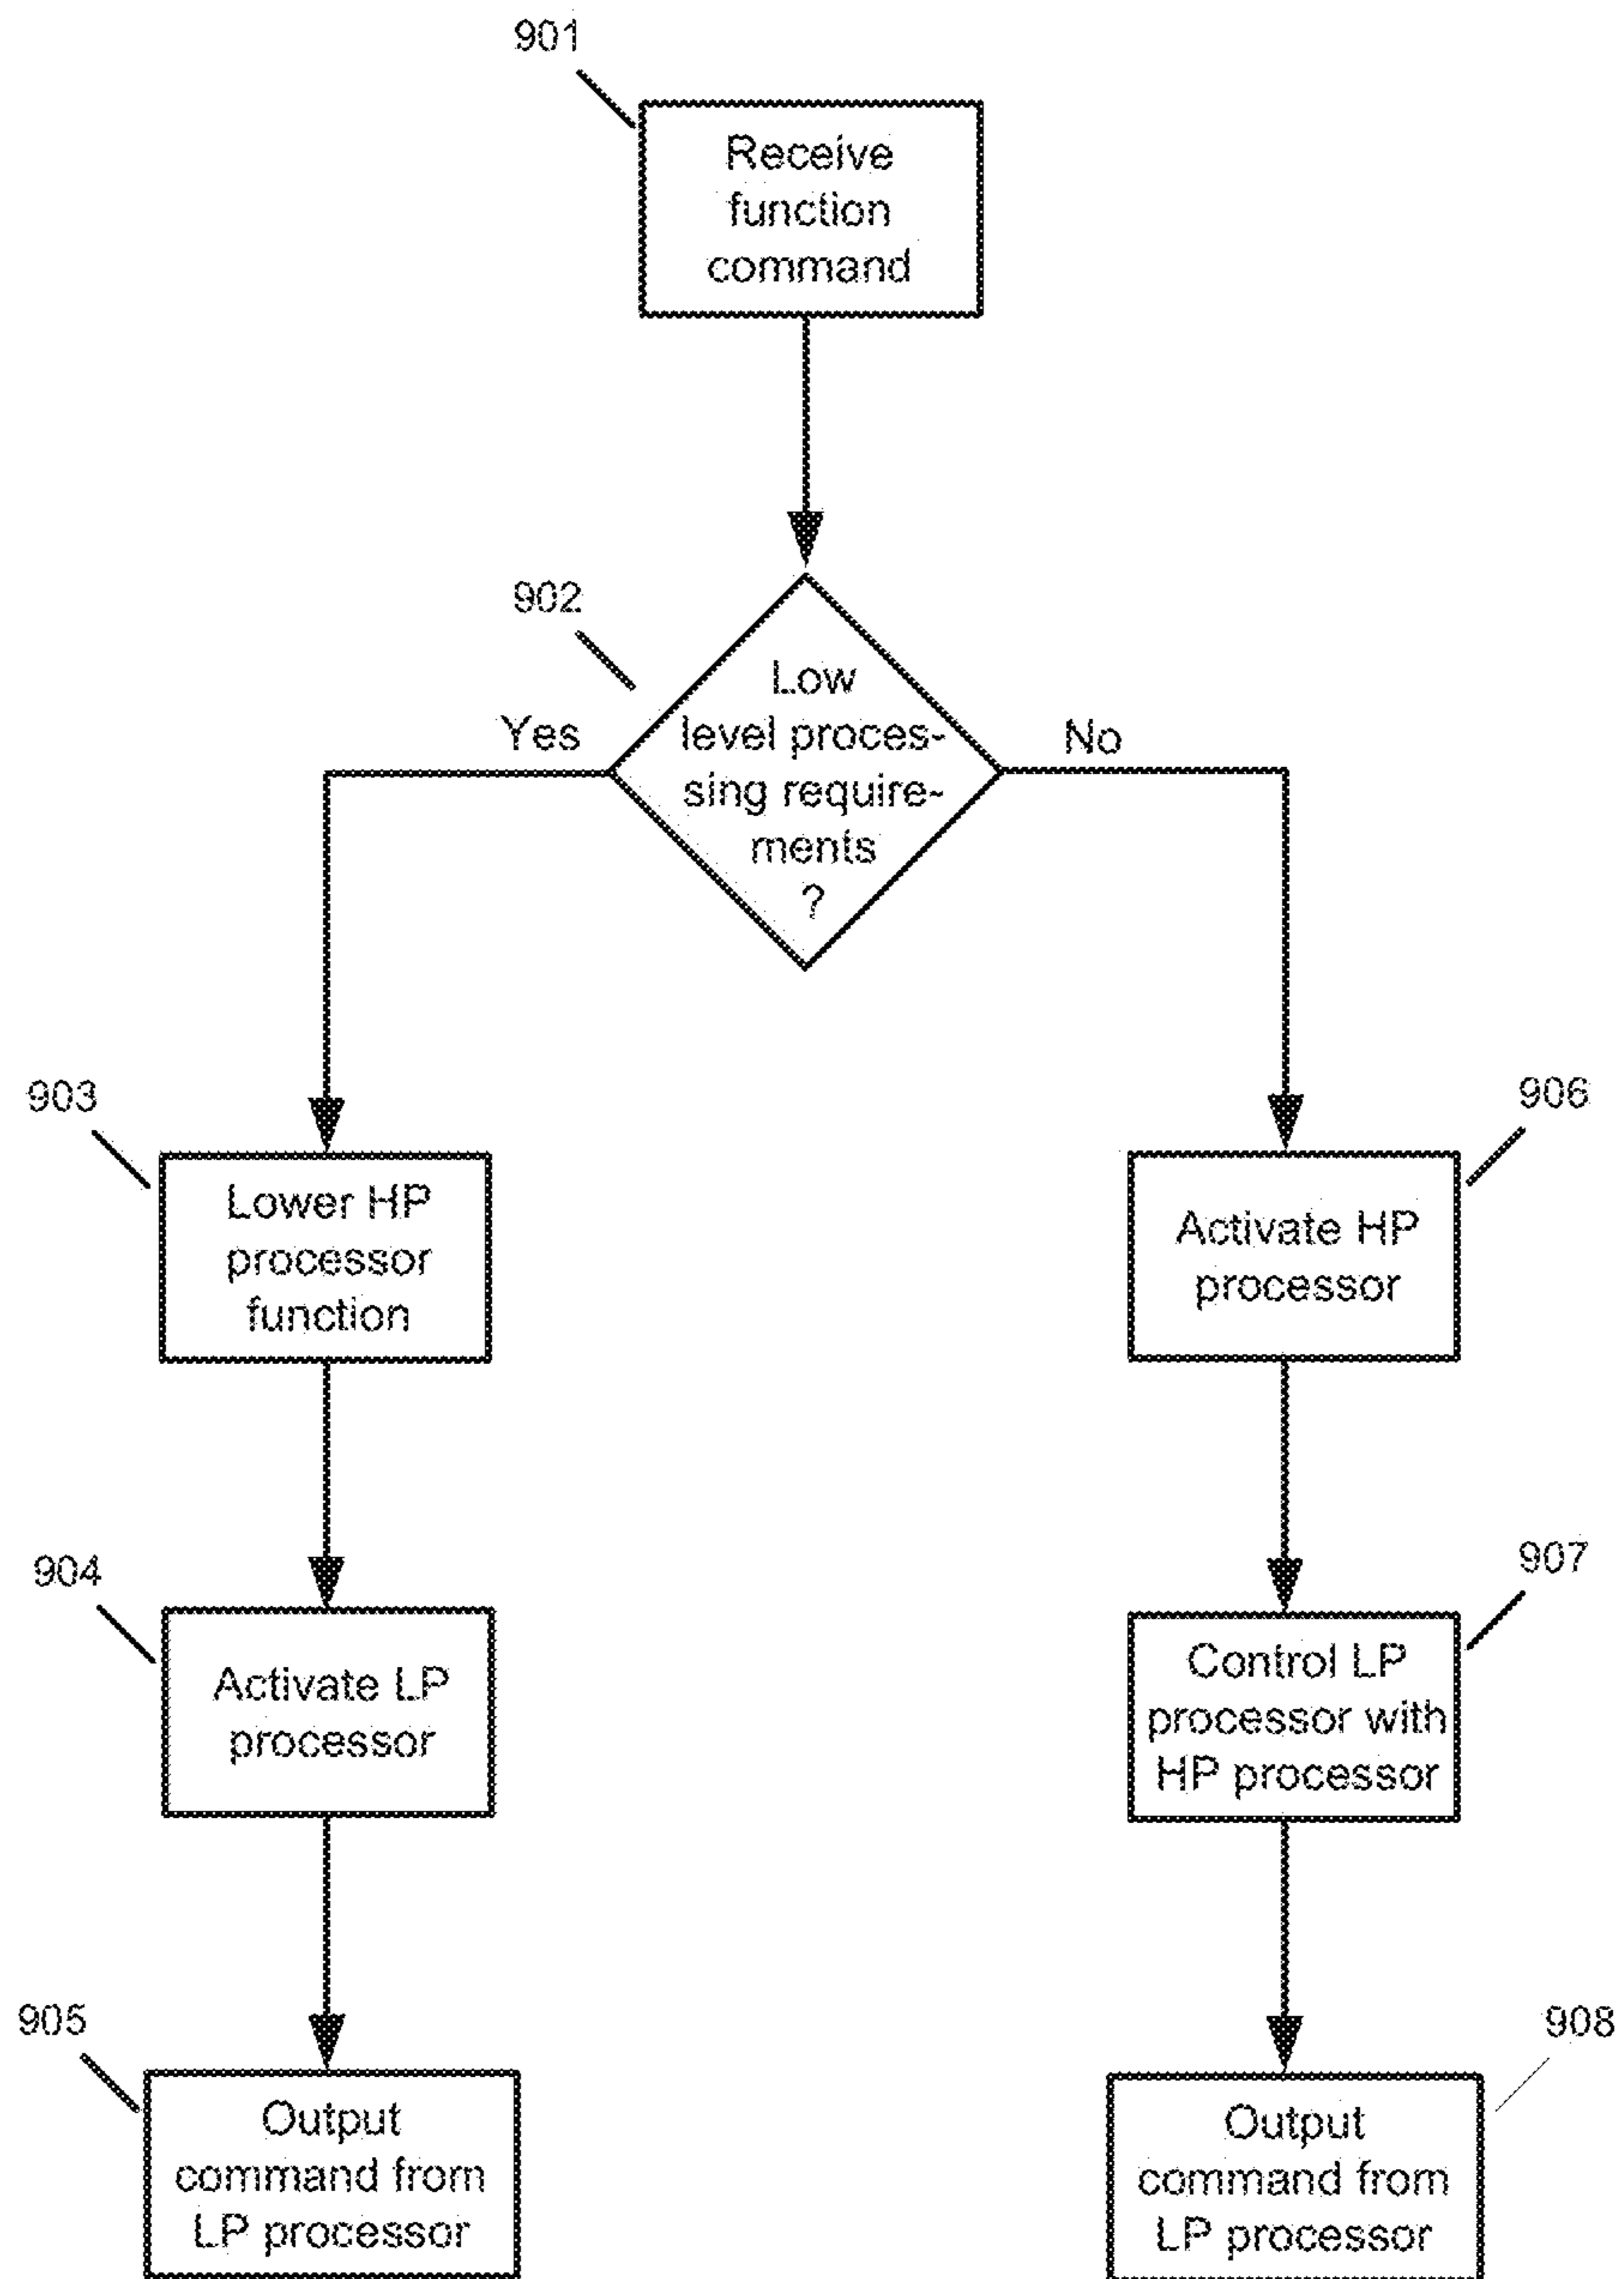 901
Receive
function
command
902
Low
level proces-
sing require-
ments
?
Yes
No
903
Lower HP
processor
function
906
Activate HP
processor
904
Activate LP
processor
907
Control LP
processor with
HP processor
905
Output
command from
LP processor
908
Output
command from
LP processor